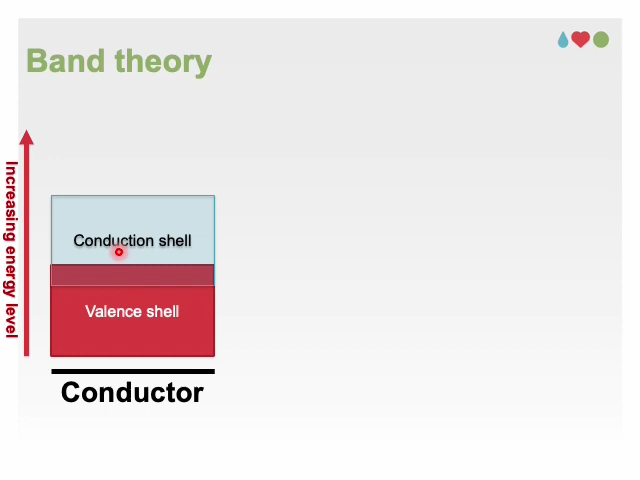 Band theory
Increasing energy level
Conduction shell
Valence shell
Conductor